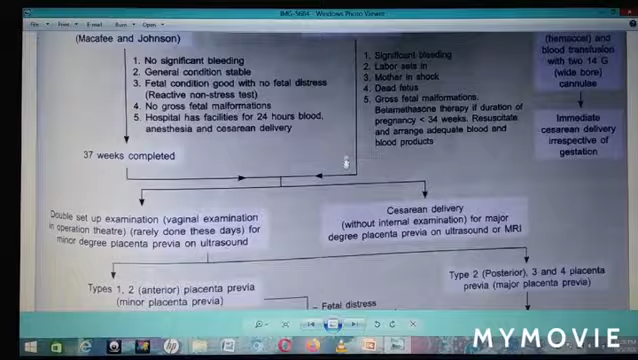 IMG-5684 - Windows Photo Viewer
File
Print
E-mail
Burn
Open
(Macafee and Johnson)
1. No significant bleeding
2. General condition stable
3. Fetal condition good with no fetal distress
(Reactive non-stress test)
4. No gross fetal malformations
5. Hospital has facilities for 24 hours blood,
anesthesia and cesarean delivery
37 weeks completed
1. Significant bleeding
2. Labor sets in
3. Mother in shock
4. Dead fetus
5. Gross fetal malformations.
Betamethasone therapy if duration of
pregnancy < 34 weeks. Resuscitate
and arrange adequate blood and
blood products
(hemaccel) and
blood transfusion
with two 14 G
(wide bore)
cannulae
Immediate
cesarean delivery
irrespective of
gestation
Double set up examination (vaginal examination
in operation theatre) (rarely done these days) for
minor degree placenta previa on ultrasound
Cesarean delivery
(without internal examination) for major
degree placenta previa on ultrasound or MRI
Types 1, 2 (anterior) placenta previa
(minor placenta previa)
Type 2 (Posterior), 3 and 4 placenta
previa (major placenta previa)
– Fetal distress
MYMOVIE